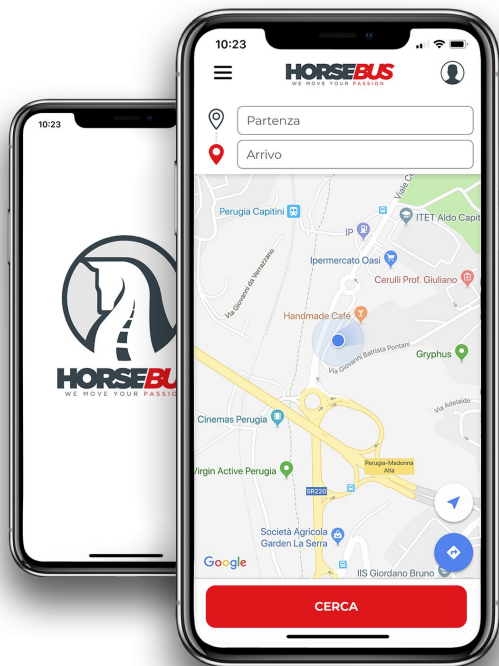 10:23
HORSEBUS
WE MOVE YOUR PASSION
Partenza
Arrivo
Viale
Perugia Capitini
ITET Aldo Capit
IP
Ipermercato Oasi
Via Giovanni da Verrazzano
Cerulli Prof. Giuliano
Handmade Café
Via Giovanni Battista Pontani
Gryphus
Via Adelaide
Cinemas
Perugia
Perugia-Madonna
Alta
Virgin Active Perugia
SR220
Società Agricola
Garden La Serra
Google
IIS Giordano Bruno
CERCA
10:23
HORSEBU
WE MOVE YOUR PASSIO